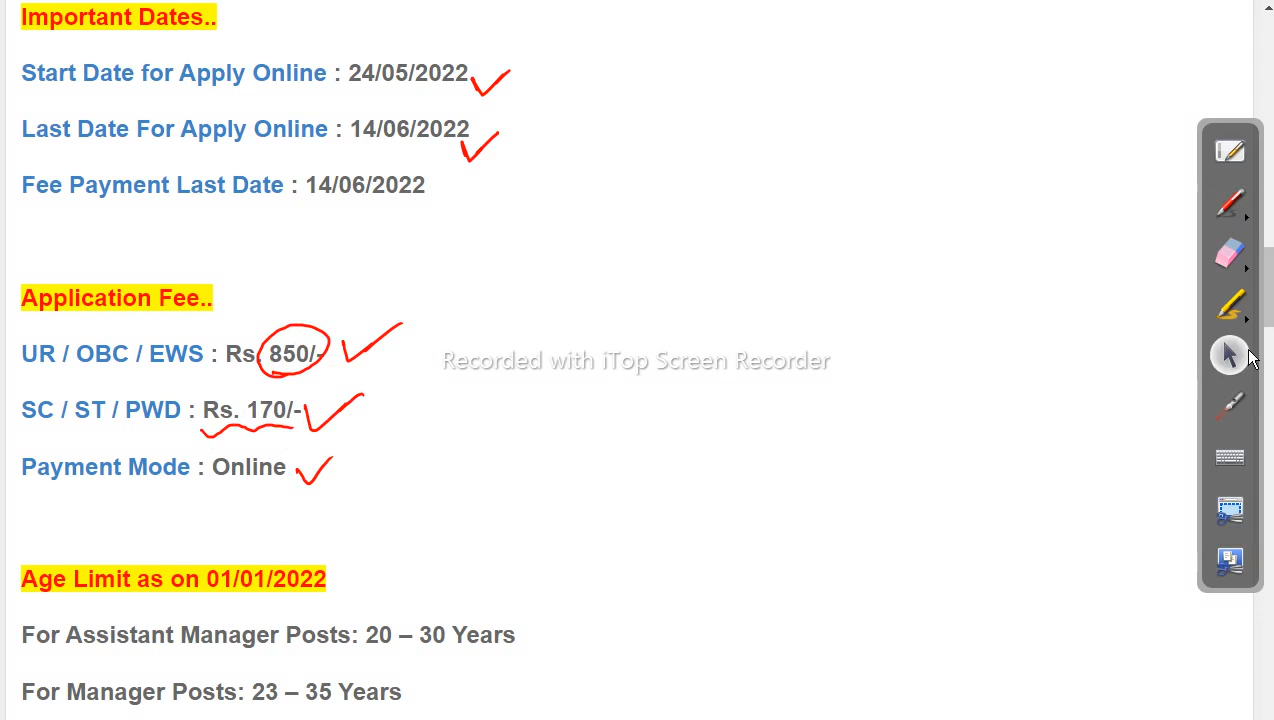 Important Dates..
Start Date for Apply Online : 24/05/2022
Last Date For Apply Online : 14/06/2022
Fee Payment Last Date : 14/06/2022
Application Fee..
UR / OBC / EWS : Rs. 850/-
Recorded with iTop Screen Recorder
SC / ST / PWD : Rs. 170/-
Payment Mode : Online
Age Limit as on 01/01/2022
For Assistant Manager Posts: 20 – 30 Years
For Manager Posts: 23 – 35 Years